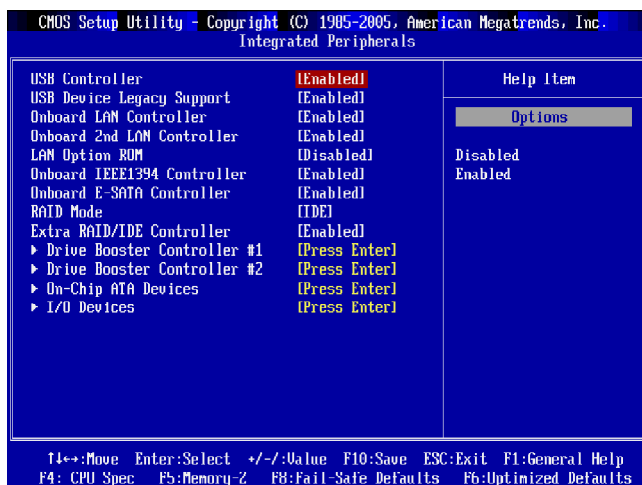 CMOS Setup Utility - Copyright (C) 1985-2005, American Megatrends, Inc.
Integrated Peripherals
USB Controller [Enabled]
USB Device Legacy Support [Enabled]
Onboard LAN Controller [Enabled]
Onboard 2nd LAN Controller [Enabled]
LAN Option ROM [Disabled]
Onboard IEEE1394 Controller [Enabled]
Onboard E-SATA Controller [Enabled]
RAID Mode [IDE]
Extra RAID/IDE Controller [Enabled]
► Drive Booster Controller #1 [Press Enter]
► Drive Booster Controller #2 [Press Enter]
► On-Chip ATA Devices [Press Enter]
► I/O Devices [Press Enter]
Help Item
Options
Disabled
Enabled
↑↓←→:Move Enter:Select +/-/:Value F10:Save ESC:Exit F1:General Help
F4: CPU Spec F5:Memory-Z F8:Fail-Safe Defaults F6:Optimized Defaults